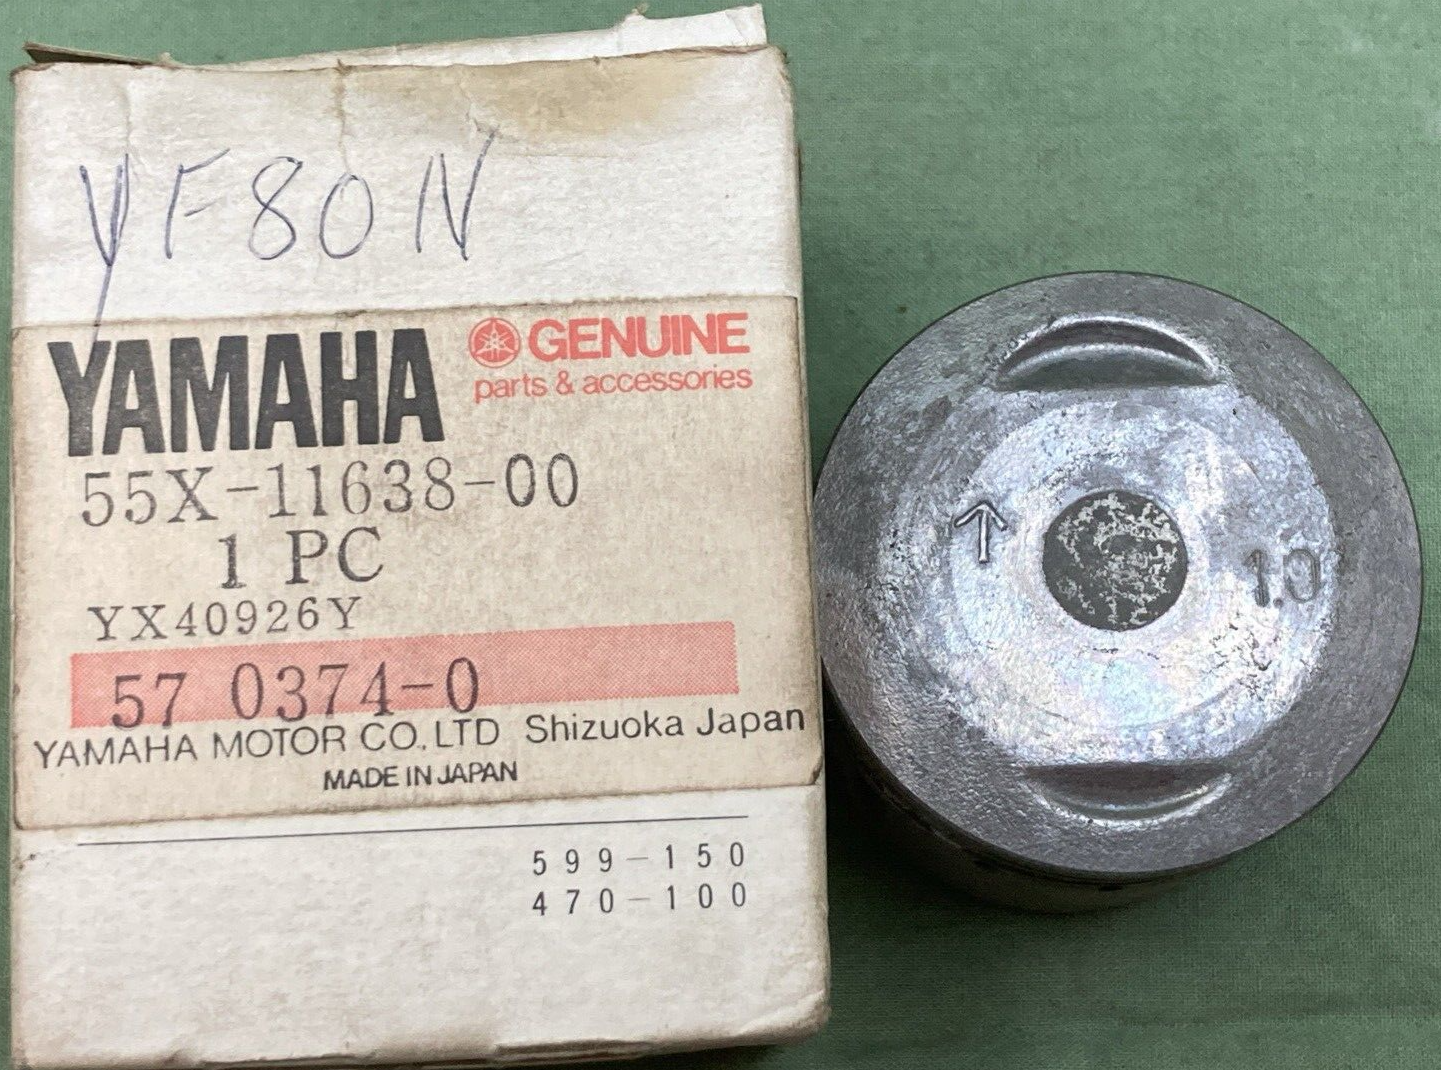 YF80N
YAMAHA
GENUINE
parts & accessories
55X-11638-00
1 PC
YX40926Y
57 0374-0
YAMAHA MOTOR CO., LTD Shizuoka Japan
MADE IN JAPAN
599-150
470-100
↑
1.0